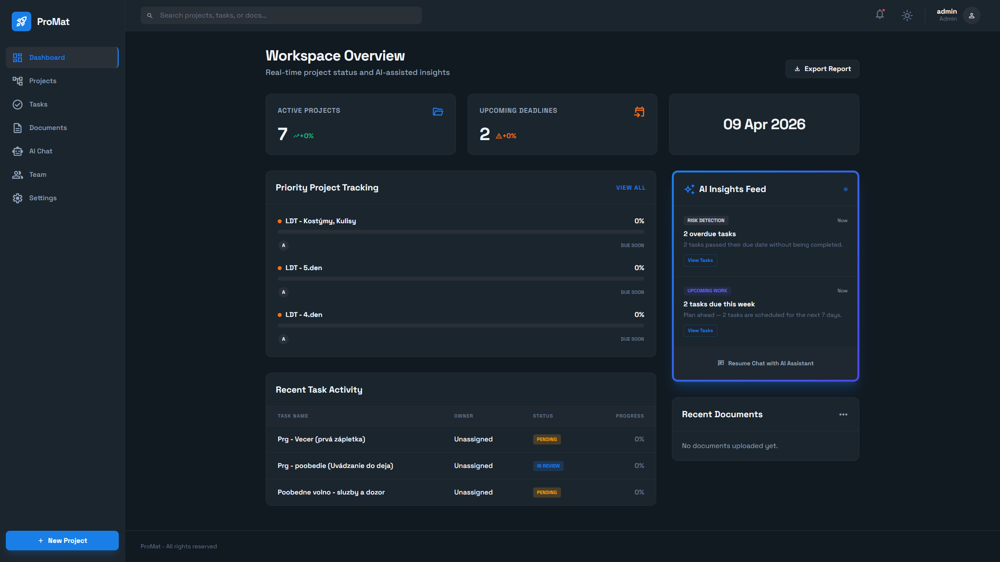 ProMat
Search projects, tasks, or docs...
admin
Admin
Dashboard
Projects
Tasks
Documents
AI Chat
Team
Settings
New Project
Workspace Overview
Real-time project status and AI-assisted insights
Export Report
ACTIVE PROJECTS
7 +0%
UPCOMING DEADLINES
2 +0%
09 Apr 2026
Priority Project Tracking
VIEW ALL
LDT - Kostýmy, Kulisy 0%
A DUE SOON
LDT - 5.den 0%
A DUE SOON
LDT - 4.den 0%
A DUE SOON
AI Insights Feed
RISK DETECTION Now
2 overdue tasks
2 tasks passed their due date without being completed.
View Tasks
UPCOMING WORK Now
2 tasks due this week
Plan ahead — 2 tasks are scheduled for the next 7 days.
View Tasks
Resume Chat with AI Assistant
Recent Task Activity
TASK NAME OWNER STATUS PROGRESS
Prg - Vecer (prvá zápletka) Unassigned PENDING 0%
Prg - poobedie (Uvádzanie do deja) Unassigned IN REVIEW 0%
Poobedne volno - sluzby a dozor Unassigned PENDING 0%
Recent Documents
No documents uploaded yet.
ProMat - All rights reserved